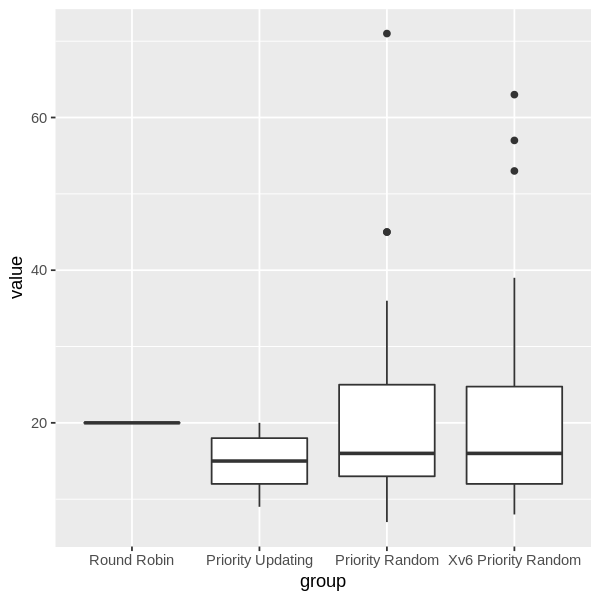 value
60
40
20
Round Robin
Priority Updating
Priority Random
Xv6 Priority Random
group